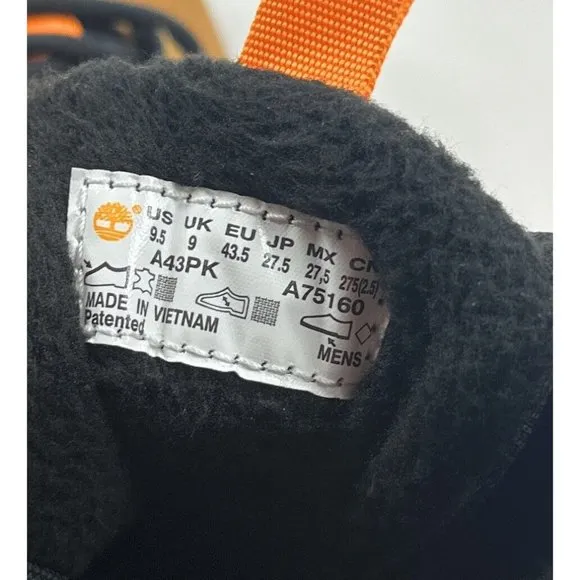 US UK EU JP MX CN
9.5 9 43.5 27.5 27,5 275(2.5)
A43PK A75160
MADE IN VIETNAM
Patented
MENS